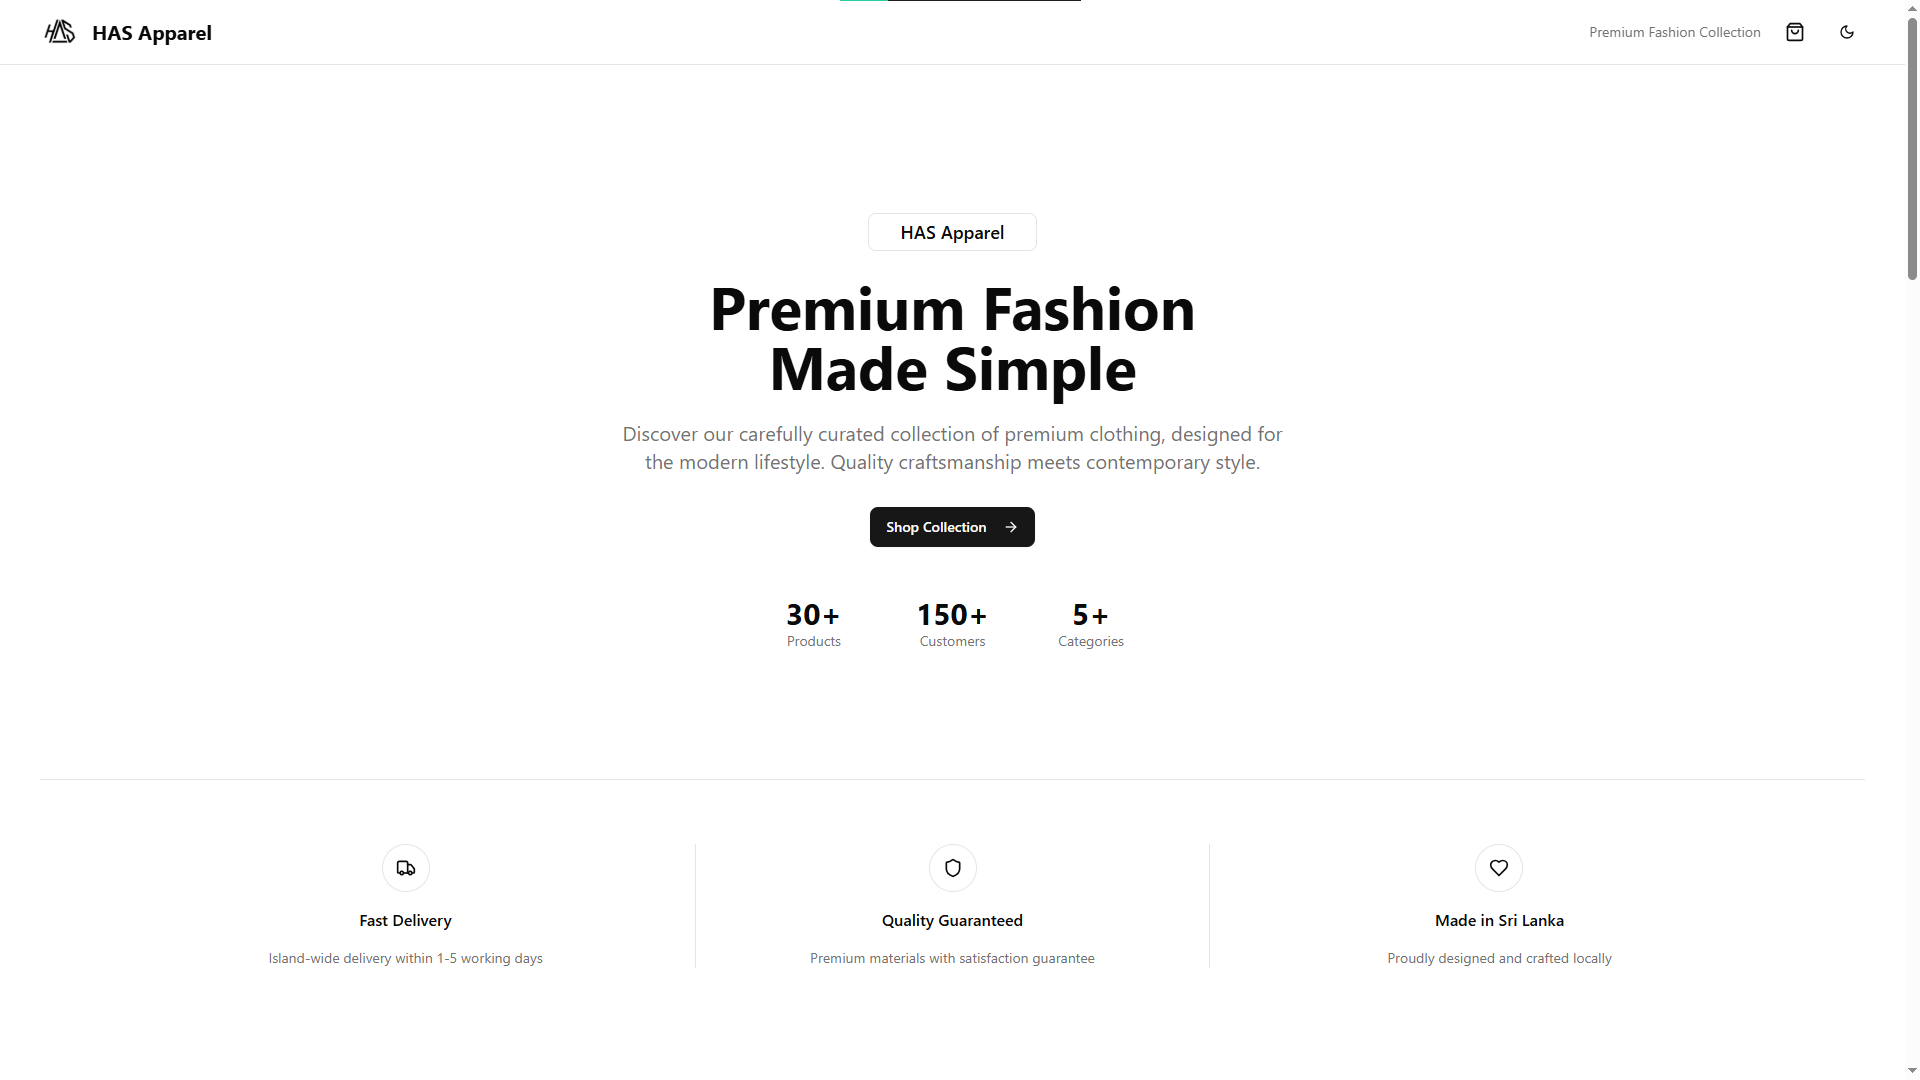 HAS
HAS Apparel
Premium Fashion Collection
HAS Apparel
Premium Fashion
Made Simple
Discover our carefully curated collection of premium clothing, designed for
the modern lifestyle. Quality craftsmanship meets contemporary style.
Shop Collection
30+
Products
150+
Customers
5+
Categories
Fast Delivery
Island-wide delivery within 1-5 working days
Quality Guaranteed
Premium materials with satisfaction guarantee
Made in Sri Lanka
Proudly designed and crafted locally